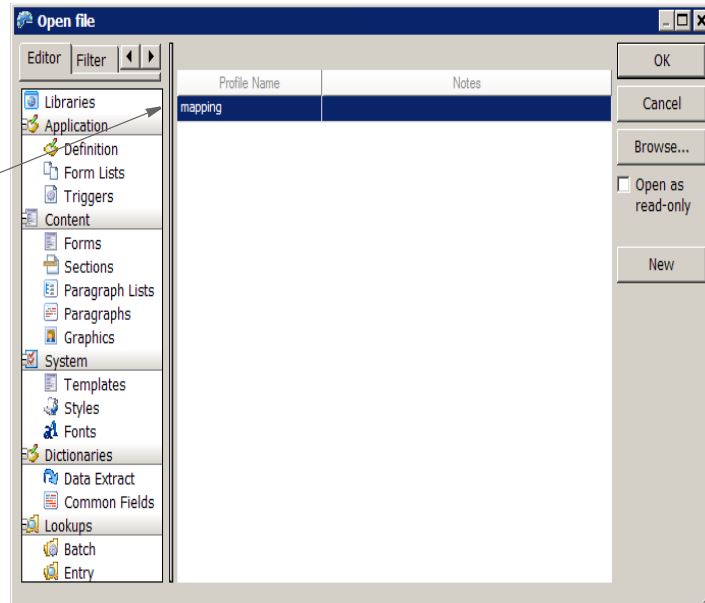 Open file
Editor Filter
Profile Name Notes
mapping
Libraries
Application
Definition
Form Lists
Triggers
Content
Forms
Sections
Paragraph Lists
Paragraphs
Graphics
System
Templates
Styles
Fonts
Dictionaries
Data Extract
Common Fields
Lookups
Batch
Entry
OK
Cancel
Browse...
Open as
read-only
New